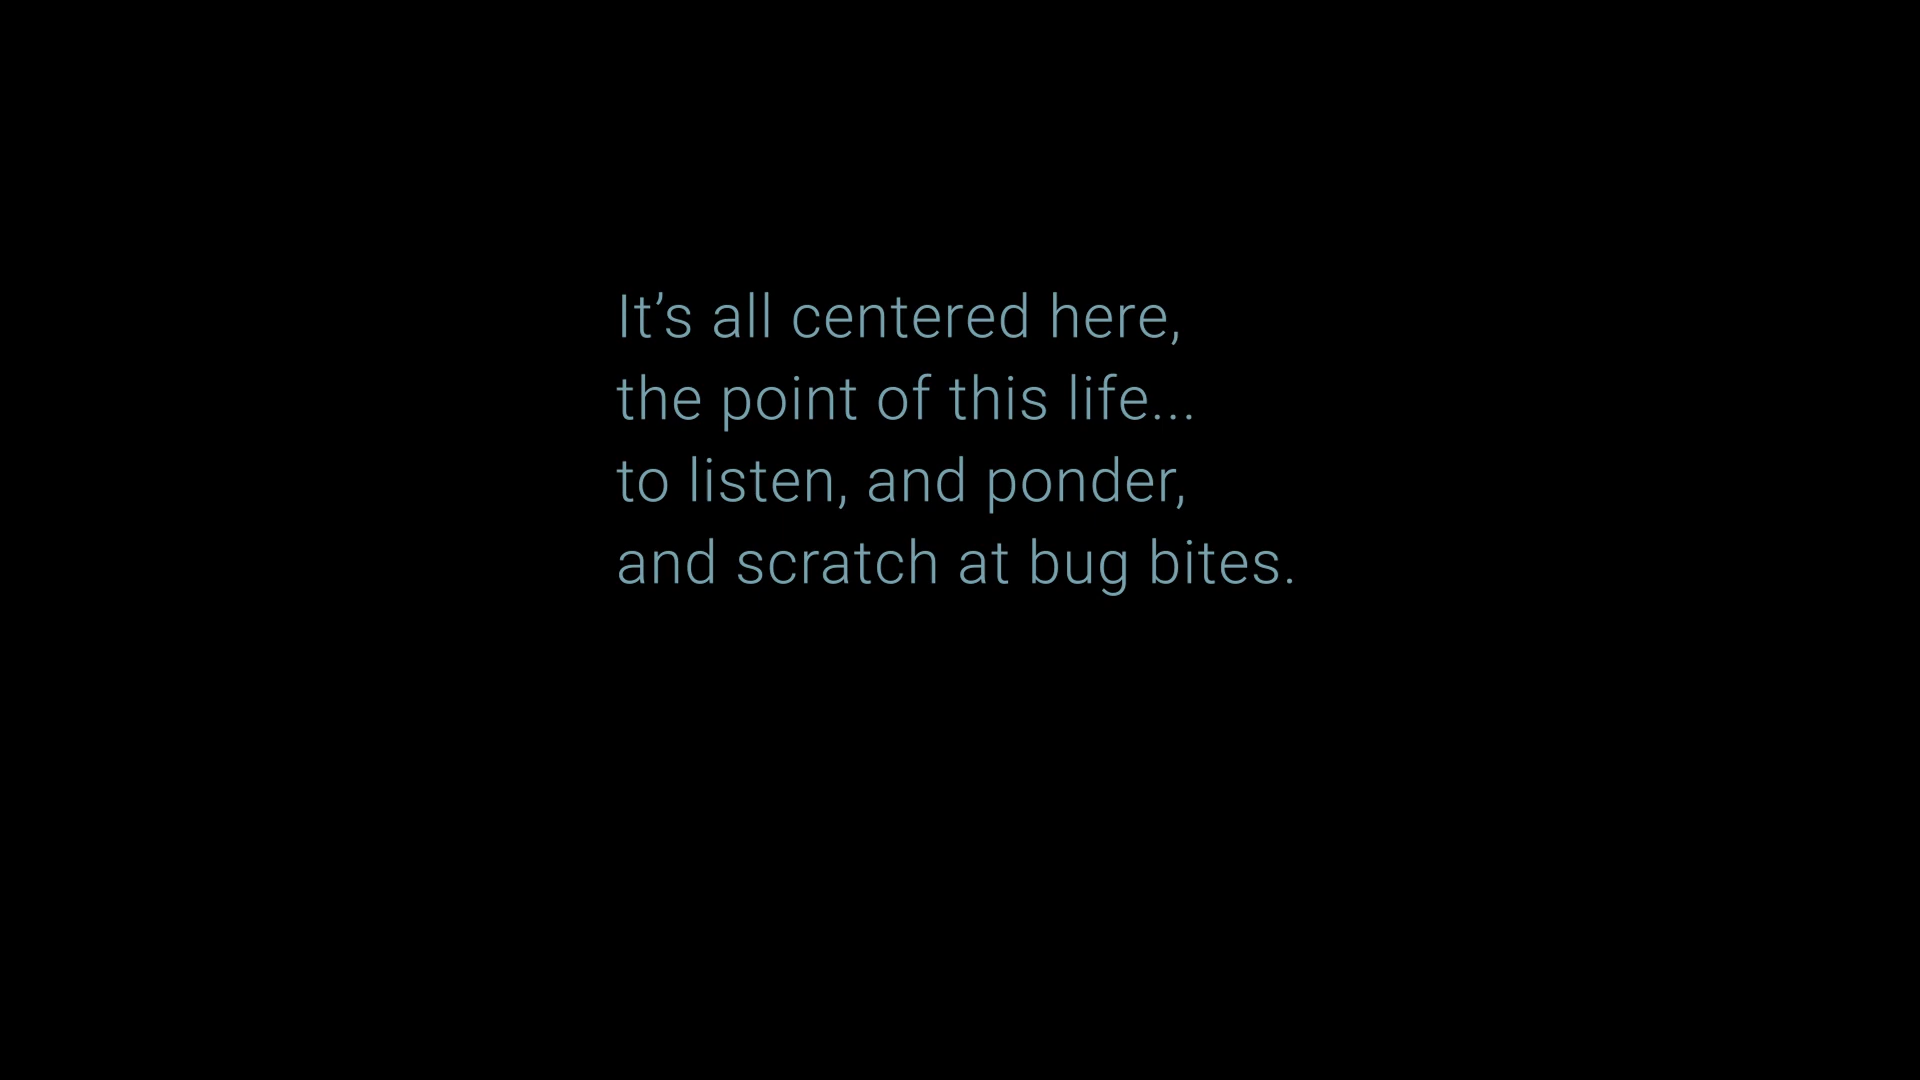 It’s all centered here,
the point of this life...
to listen, and ponder,
and scratch at bug bites.